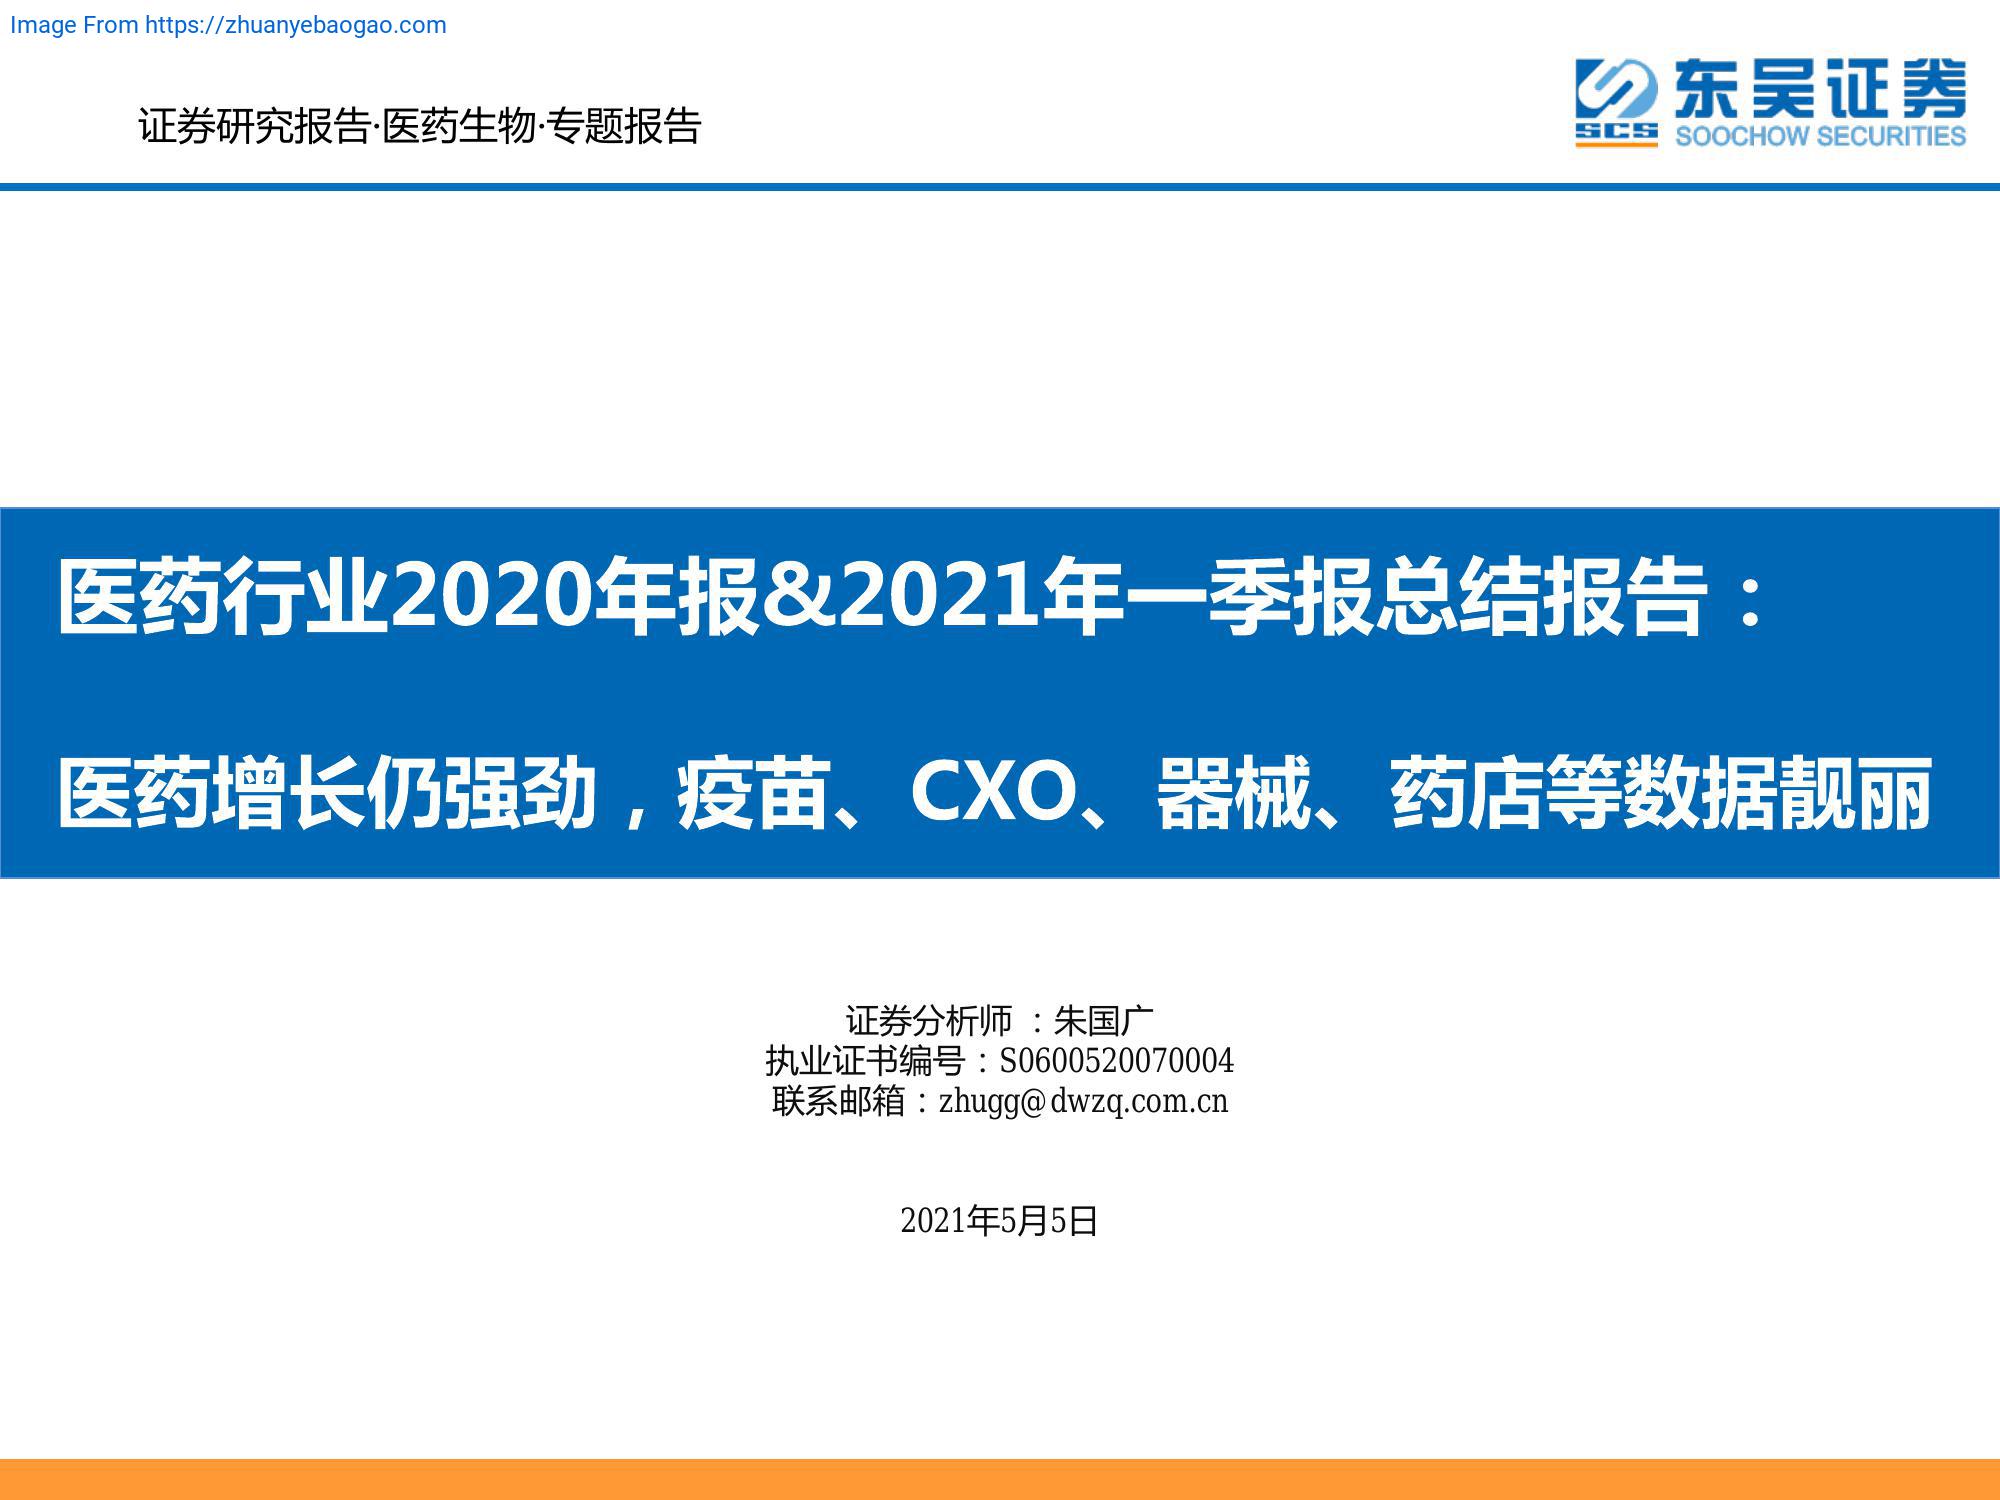 Image From https://zhuanyebaogao.com
证券研究报告·医药生物·专题报告
SCS
东吴证券
SOOCHOW SECURITIES
医药行业2020年报&2021年一季报总结报告：
医药增长仍强劲，疫苗、CXO、器械、药店等数据靓丽
证券分析师 ：朱国广
执业证书编号：S0600520070004
联系邮箱：zhugg@dwzq.com.cn
2021年5月5日